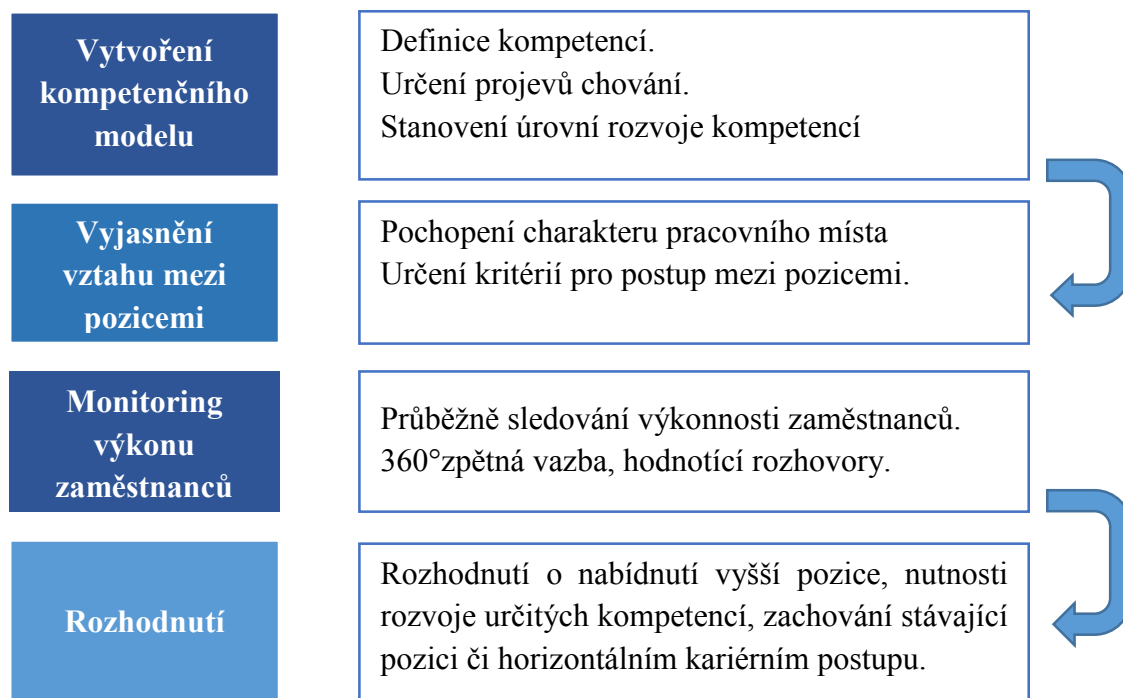 Vytvoření
kompetenčního
modelu
Definice kompetencí.
Určení projevů chování.
Stanovení úrovní rozvoje kompetencí
Vyjasnění
vztahu mezi
pozicemi
Pochopení charakteru pracovního místa
Určení kritérií pro postup mezi pozicemi.
Monitoring
výkonu
zaměstnanců
Průběžně sledování výkonnosti zaměstnanců.
360°zpětná vazba, hodnotící rozhovory.
Rozhodnutí
Rozhodnutí o nabídnutí vyšší pozice, nutnosti
rozvoje určitých kompetencí, zachování stávající
pozici či horizontálním kariérním postupu.